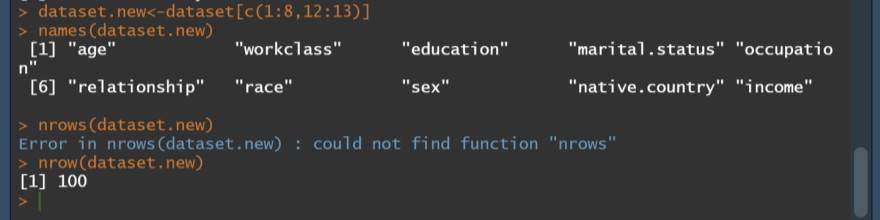 > dataset.new<-dataset[c(1:8,12:13)]
> names(dataset.new)
 [1] "age"            "workclass"      "education"      "marital.status" "occupatio
n"
 [6] "relationship"   "race"           "sex"            "native.country" "income"
> nrows(dataset.new)
Error in nrows(dataset.new) : could not find function "nrows"
> nrow(dataset.new)
[1] 100
>